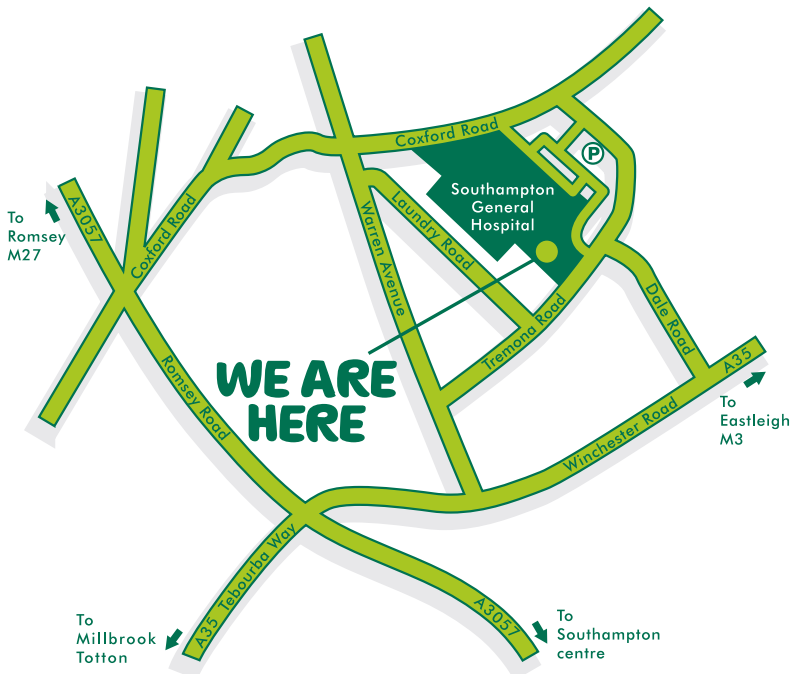 Coxford Road
P
Southampton
General
Hospital
Laundry Road
Warren Avenue
A3057
To
Romsey
M27
Coxford Road
Tremona Road
Dale Road
WE ARE
HERE
Romsey Road
A35
To
Eastleigh
M3
Winchester Road
A35 Tebourba Way
A3057
To
Millbrook
Totton
To
Southampton
centre